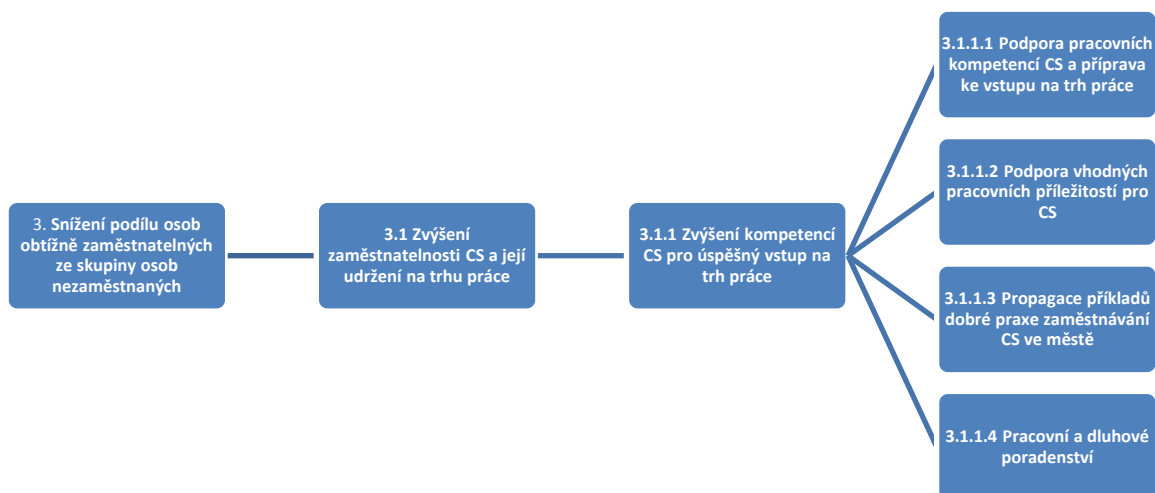 3. Snížení podílu osob
obtížně zaměstnatelných
ze skupiny osob
nezaměstnaných
3.1 Zvýšení
zaměstnatelnosti CS a její
udržení na trhu práce
3.1.1 Zvýšení kompetencí
CS pro úspěšný vstup na
trh práce
3.1.1.1 Podpora pracovních
kompetencí CS a příprava
ke vstupu na trh práce
3.1.1.2 Podpora vhodných
pracovních příležitostí pro
CS
3.1.1.3 Propagace příkladů
dobré praxe zaměstnávání
CS ve městě
3.1.1.4 Pracovní a dluhové
poradenství